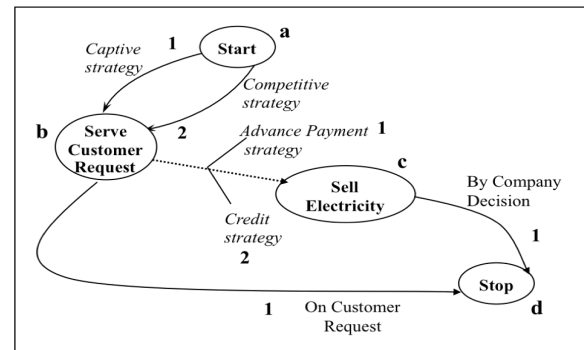 a
Start
1
Captive
strategy
Competitive
strategy
2
b
Serve
Customer
Request
Advance Payment 1
strategy
c
Sell
Electricity
Credit
strategy
2
By Company
Decision
1
Stop
d
1
On Customer
Request